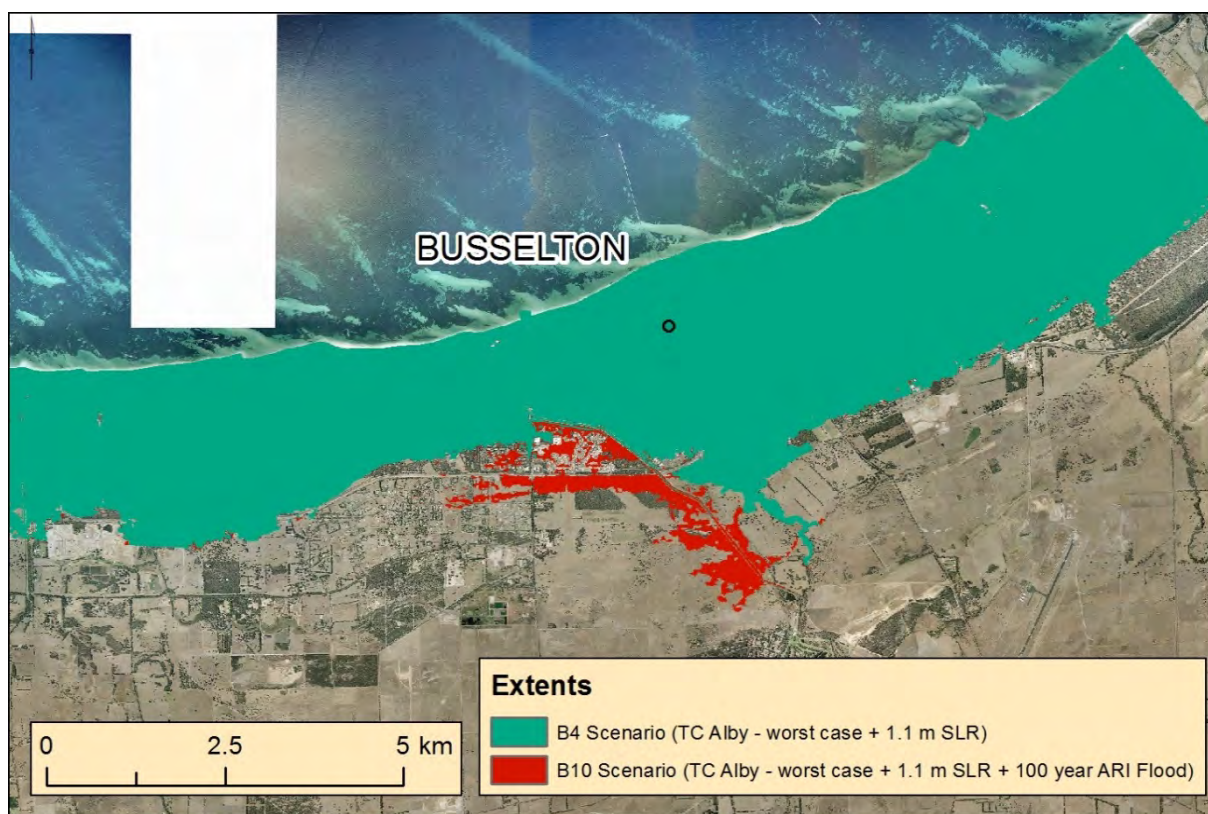 BUSSELTON
Extents
B4 Scenario (TC Alby - worst case + 1.1 m SLR)
B10 Scenario (TC Alby - worst case + 1.1 m SLR + 100 year ARI Flood)
0 2.5 5 km